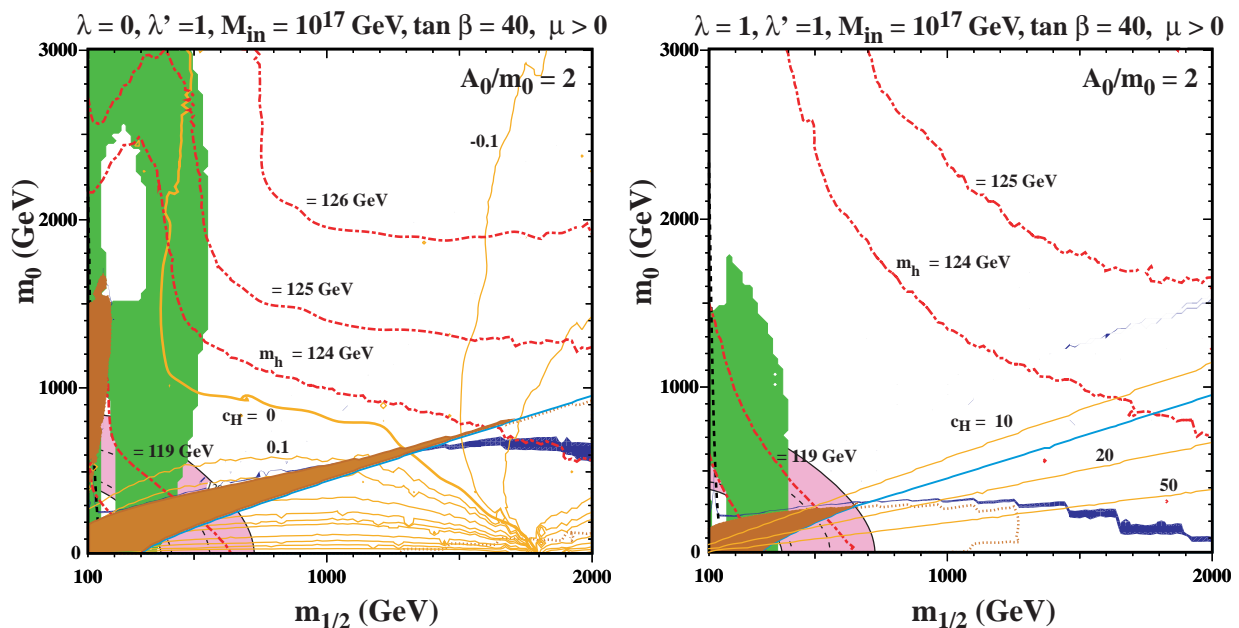 λ = 0, λ' =1, M_in = 10^17 GeV, tan β = 40, μ > 0
3000
A_0/m_0 = 2
-0.1
= 126 GeV
2000
m_0 (GeV)
= 125 GeV
m_h = 124 GeV
1000
c_H = 0
= 119 GeV
0.1
0
100
1000
2000
m_1/2 (GeV)
λ = 1, λ' =1, M_in = 10^17 GeV, tan β = 40, μ > 0
3000
A_0/m_0 = 2
= 125 GeV
2000
m_h = 124 GeV
m_0 (GeV)
1000
c_H = 10
= 119 GeV
20
50
0
100
1000
2000
m_1/2 (GeV)